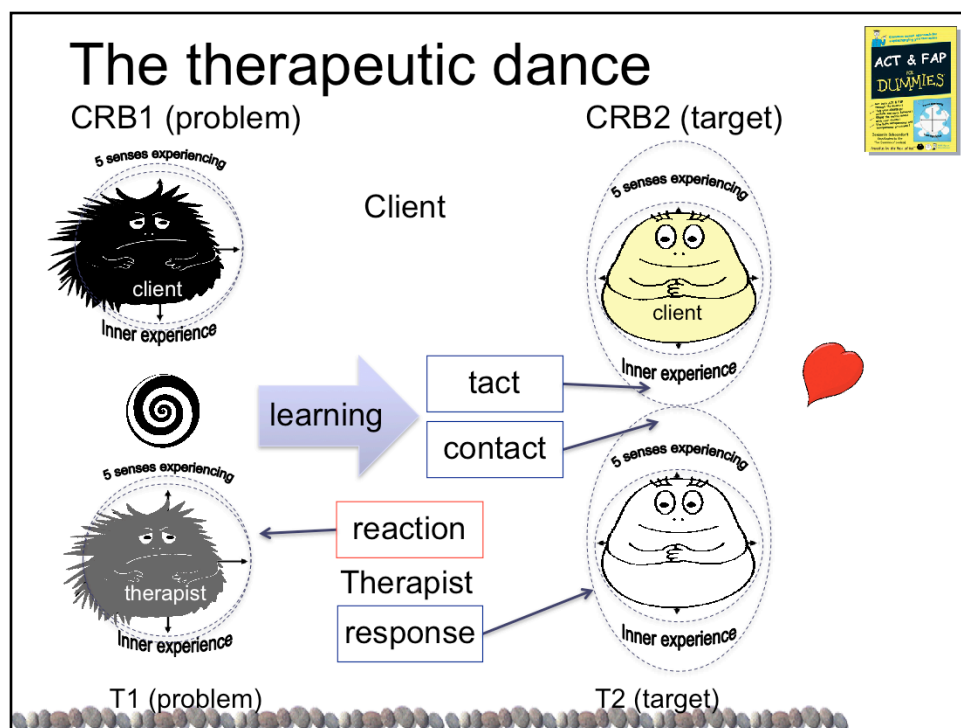 The therapeutic dance
ACT & FAP
FOR
DUMMIES
CRB1 (problem)
CRB2 (target)
5 senses experiencing
5 senses experiencing
Client
client
client
Inner experience
Inner experience
tact
learning
contact
5 senses experiencing
5 senses experiencing
reaction
therapist
Therapist
response
Inner experience
Inner experience
T1 (problem)
T2 (target)